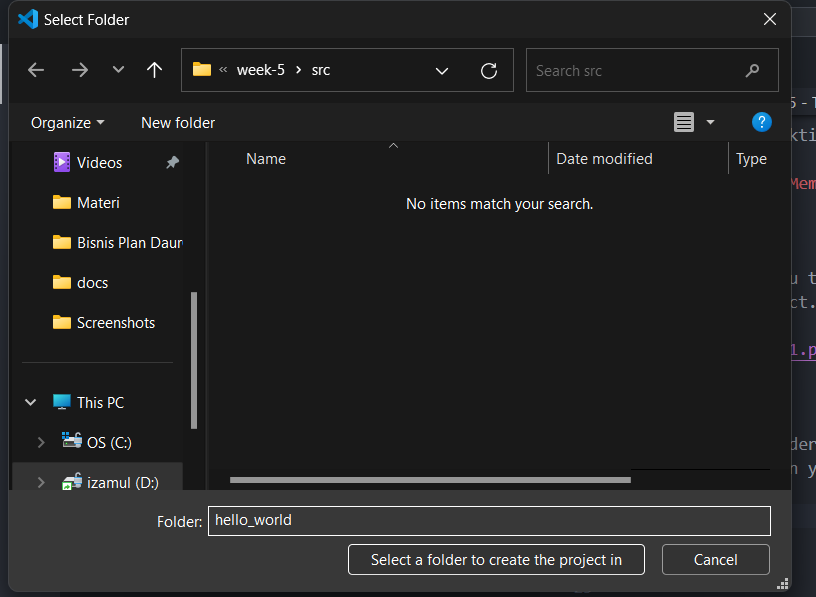 Select Folder
« week-5 › src
Search src
Organize
New folder
?
Name
Date modified
Type
No items match your search.
Videos
Materi
Bisnis Plan Daur
docs
Screenshots
This PC
OS (C:)
izamul (D:)
Folder: hello_world
Select a folder to create the project in
Cancel
5 - T
kti
Mem
u t
ct.
1.p
der
n y